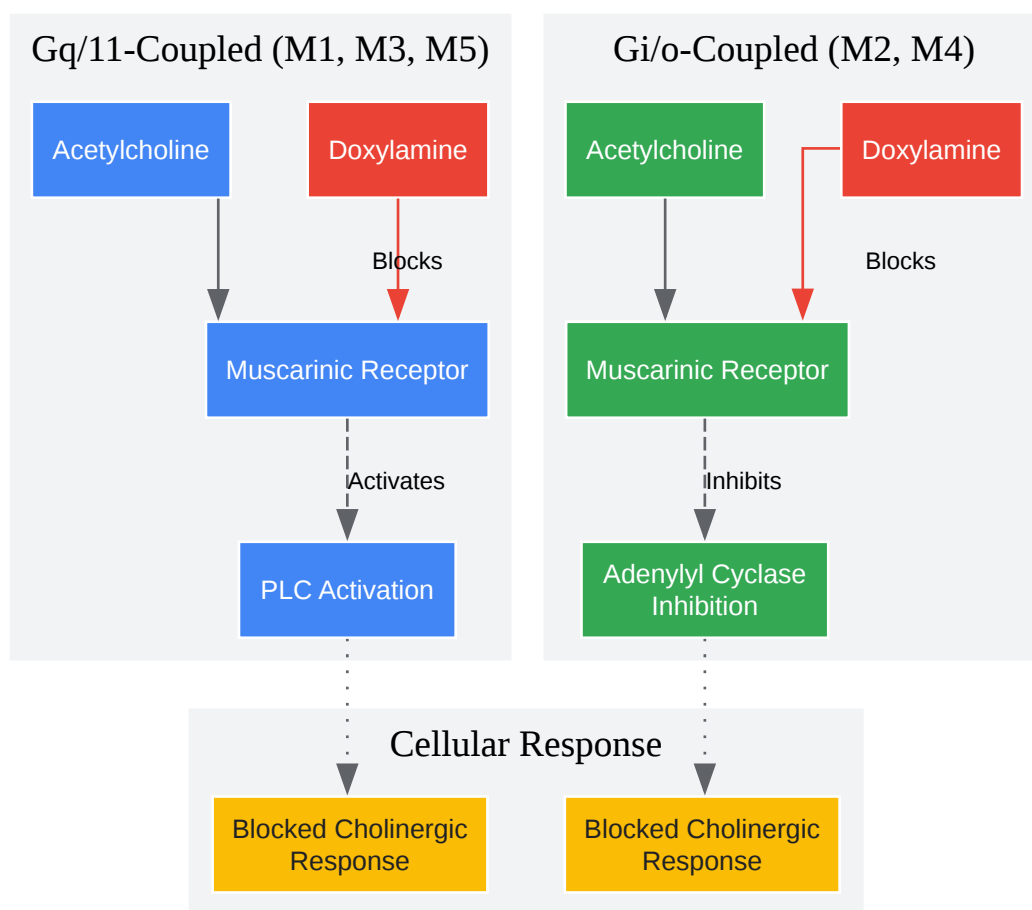 Gq/11-Coupled (M1, M3, M5)
Acetylcholine
Doxylamine
Blocks
Muscarinic Receptor
Activates
PLC Activation
Gi/o-Coupled (M2, M4)
Acetylcholine
Doxylamine
Blocks
Muscarinic Receptor
Inhibits
Adenylyl Cyclase
Inhibition
Cellular Response
Blocked Cholinergic
Response
Blocked Cholinergic
Response